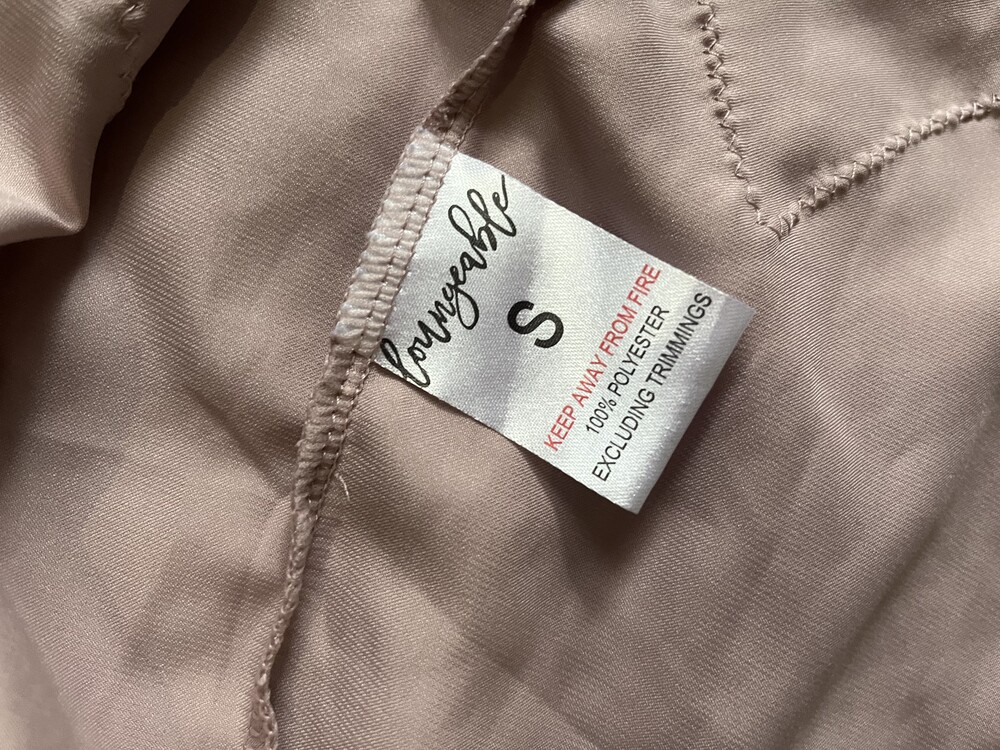 loungeable
S
KEEP AWAY FROM FIRE
100% POLYESTER
EXCLUDING TRIMMINGS